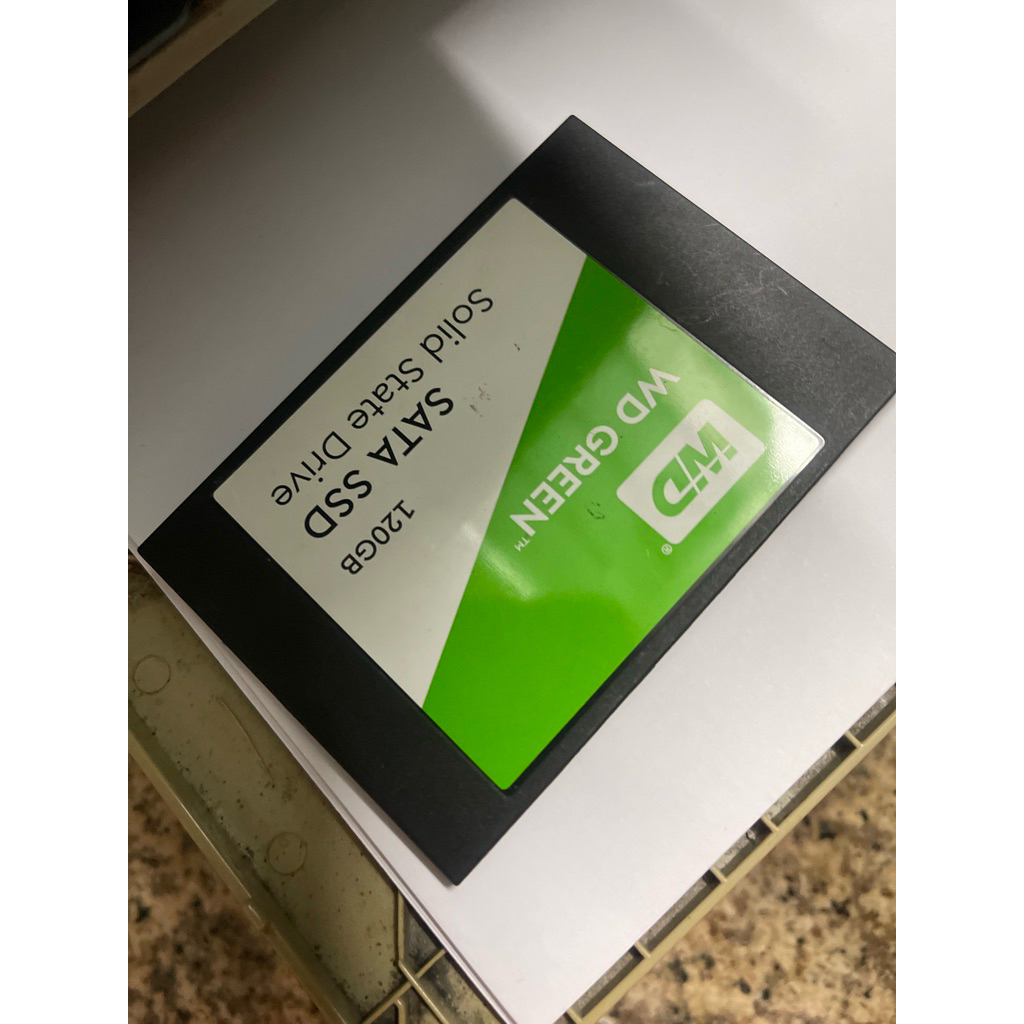 WD®
WD GREEN™
120GB
SATA SSD
Solid State Drive